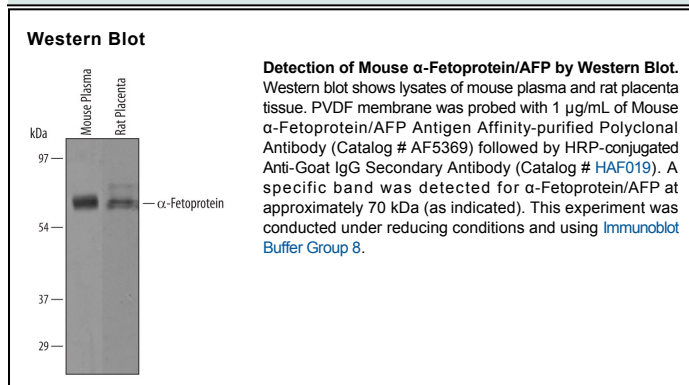 Western Blot
Mouse Plasma
Rat Placenta
kDa
97
54
37
29
α-Fetoprotein
Detection of Mouse α-Fetoprotein/AFP by Western Blot.
Western blot shows lysates of mouse plasma and rat placenta
tissue. PVDF membrane was probed with 1 µg/mL of Mouse
α-Fetoprotein/AFP Antigen Affinity-purified Polyclonal
Antibody (Catalog # AF5369) followed by HRP-conjugated
Anti-Goat IgG Secondary Antibody (Catalog # HAF019). A
specific band was detected for α-Fetoprotein/AFP at
approximately 70 kDa (as indicated). This experiment was
conducted under reducing conditions and using Immunoblot
Buffer Group 8.